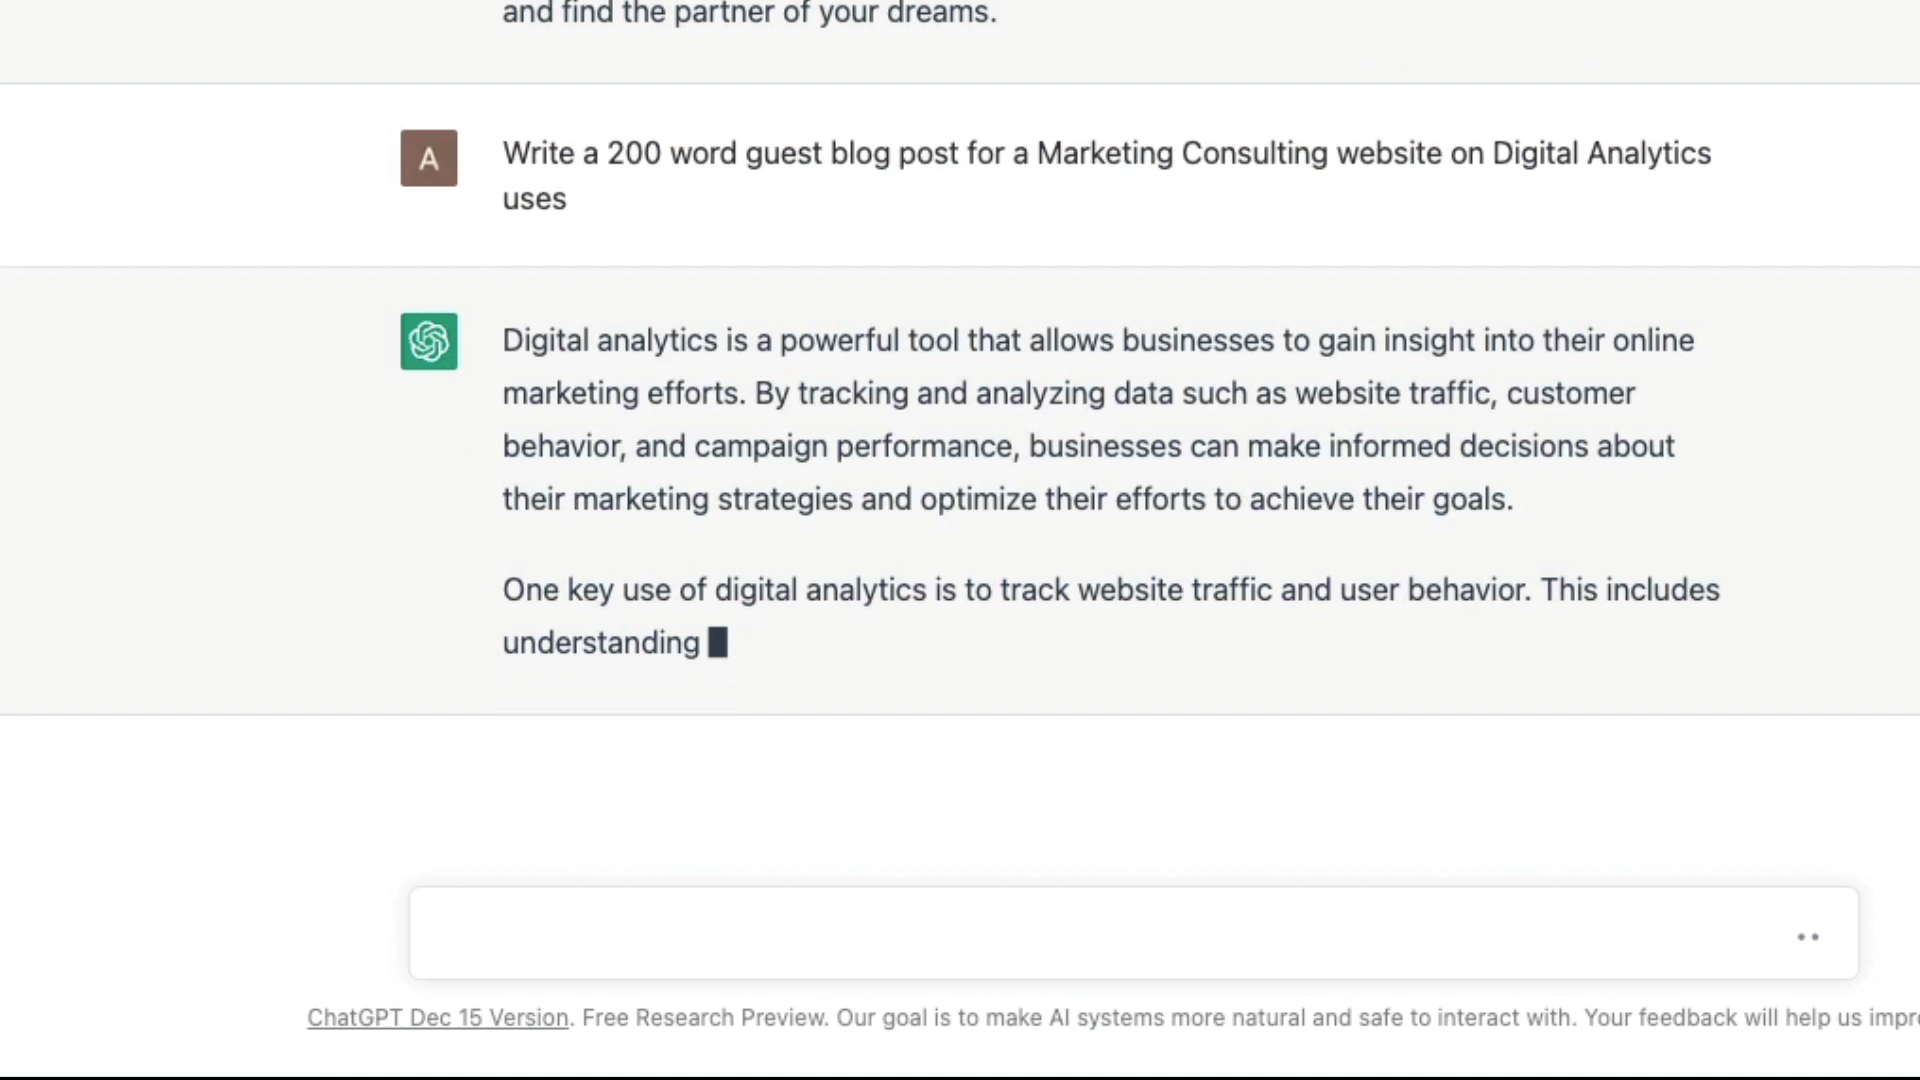 and find the partner of your dreams.
A
Write a 200 word guest blog post for a Marketing Consulting website on Digital Analytics
uses
Digital analytics is a powerful tool that allows businesses to gain insight into their online
marketing efforts. By tracking and analyzing data such as website traffic, customer
behavior, and campaign performance, businesses can make informed decisions about
their marketing strategies and optimize their efforts to achieve their goals.
One key use of digital analytics is to track website traffic and user behavior. This includes
understanding
ChatGPT Dec 15 Version. Free Research Preview. Our goal is to make AI systems more natural and safe to interact with. Your feedback will help us